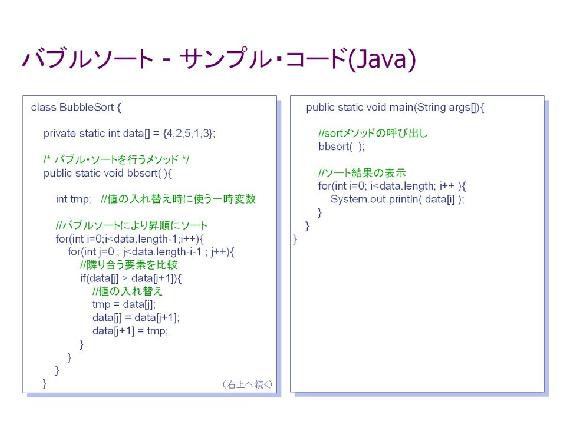 バブルソート - サンプル・コード(Java)
class BubbleSort {
private static int data[] = {4,2,5,1,3};
/* バブル・ソートを行うメソッド */
public static void bbsort( ){
int tmp;   //値の入れ替え時に使う一時変数
//バブルソートにより昇順にソート
for(int i=0;i<data.length-1;i++){
for(int j=0 ; j<data.length-i-1 ; j++){
//隣り合う要素を比較
if(data[j] > data[j+1]){
//値の入れ替え
tmp = data[j];
data[j] = data[j+1];
data[j+1] = tmp;
}
}
}
}
(右上へ続く)
public static void main(String args[]){
//sortメソッドの呼び出し
bbsort(  );
//ソート結果の表示
for(int i=0; i<data.length; i++ ){
System.out.println( data[i] );
}
}
}